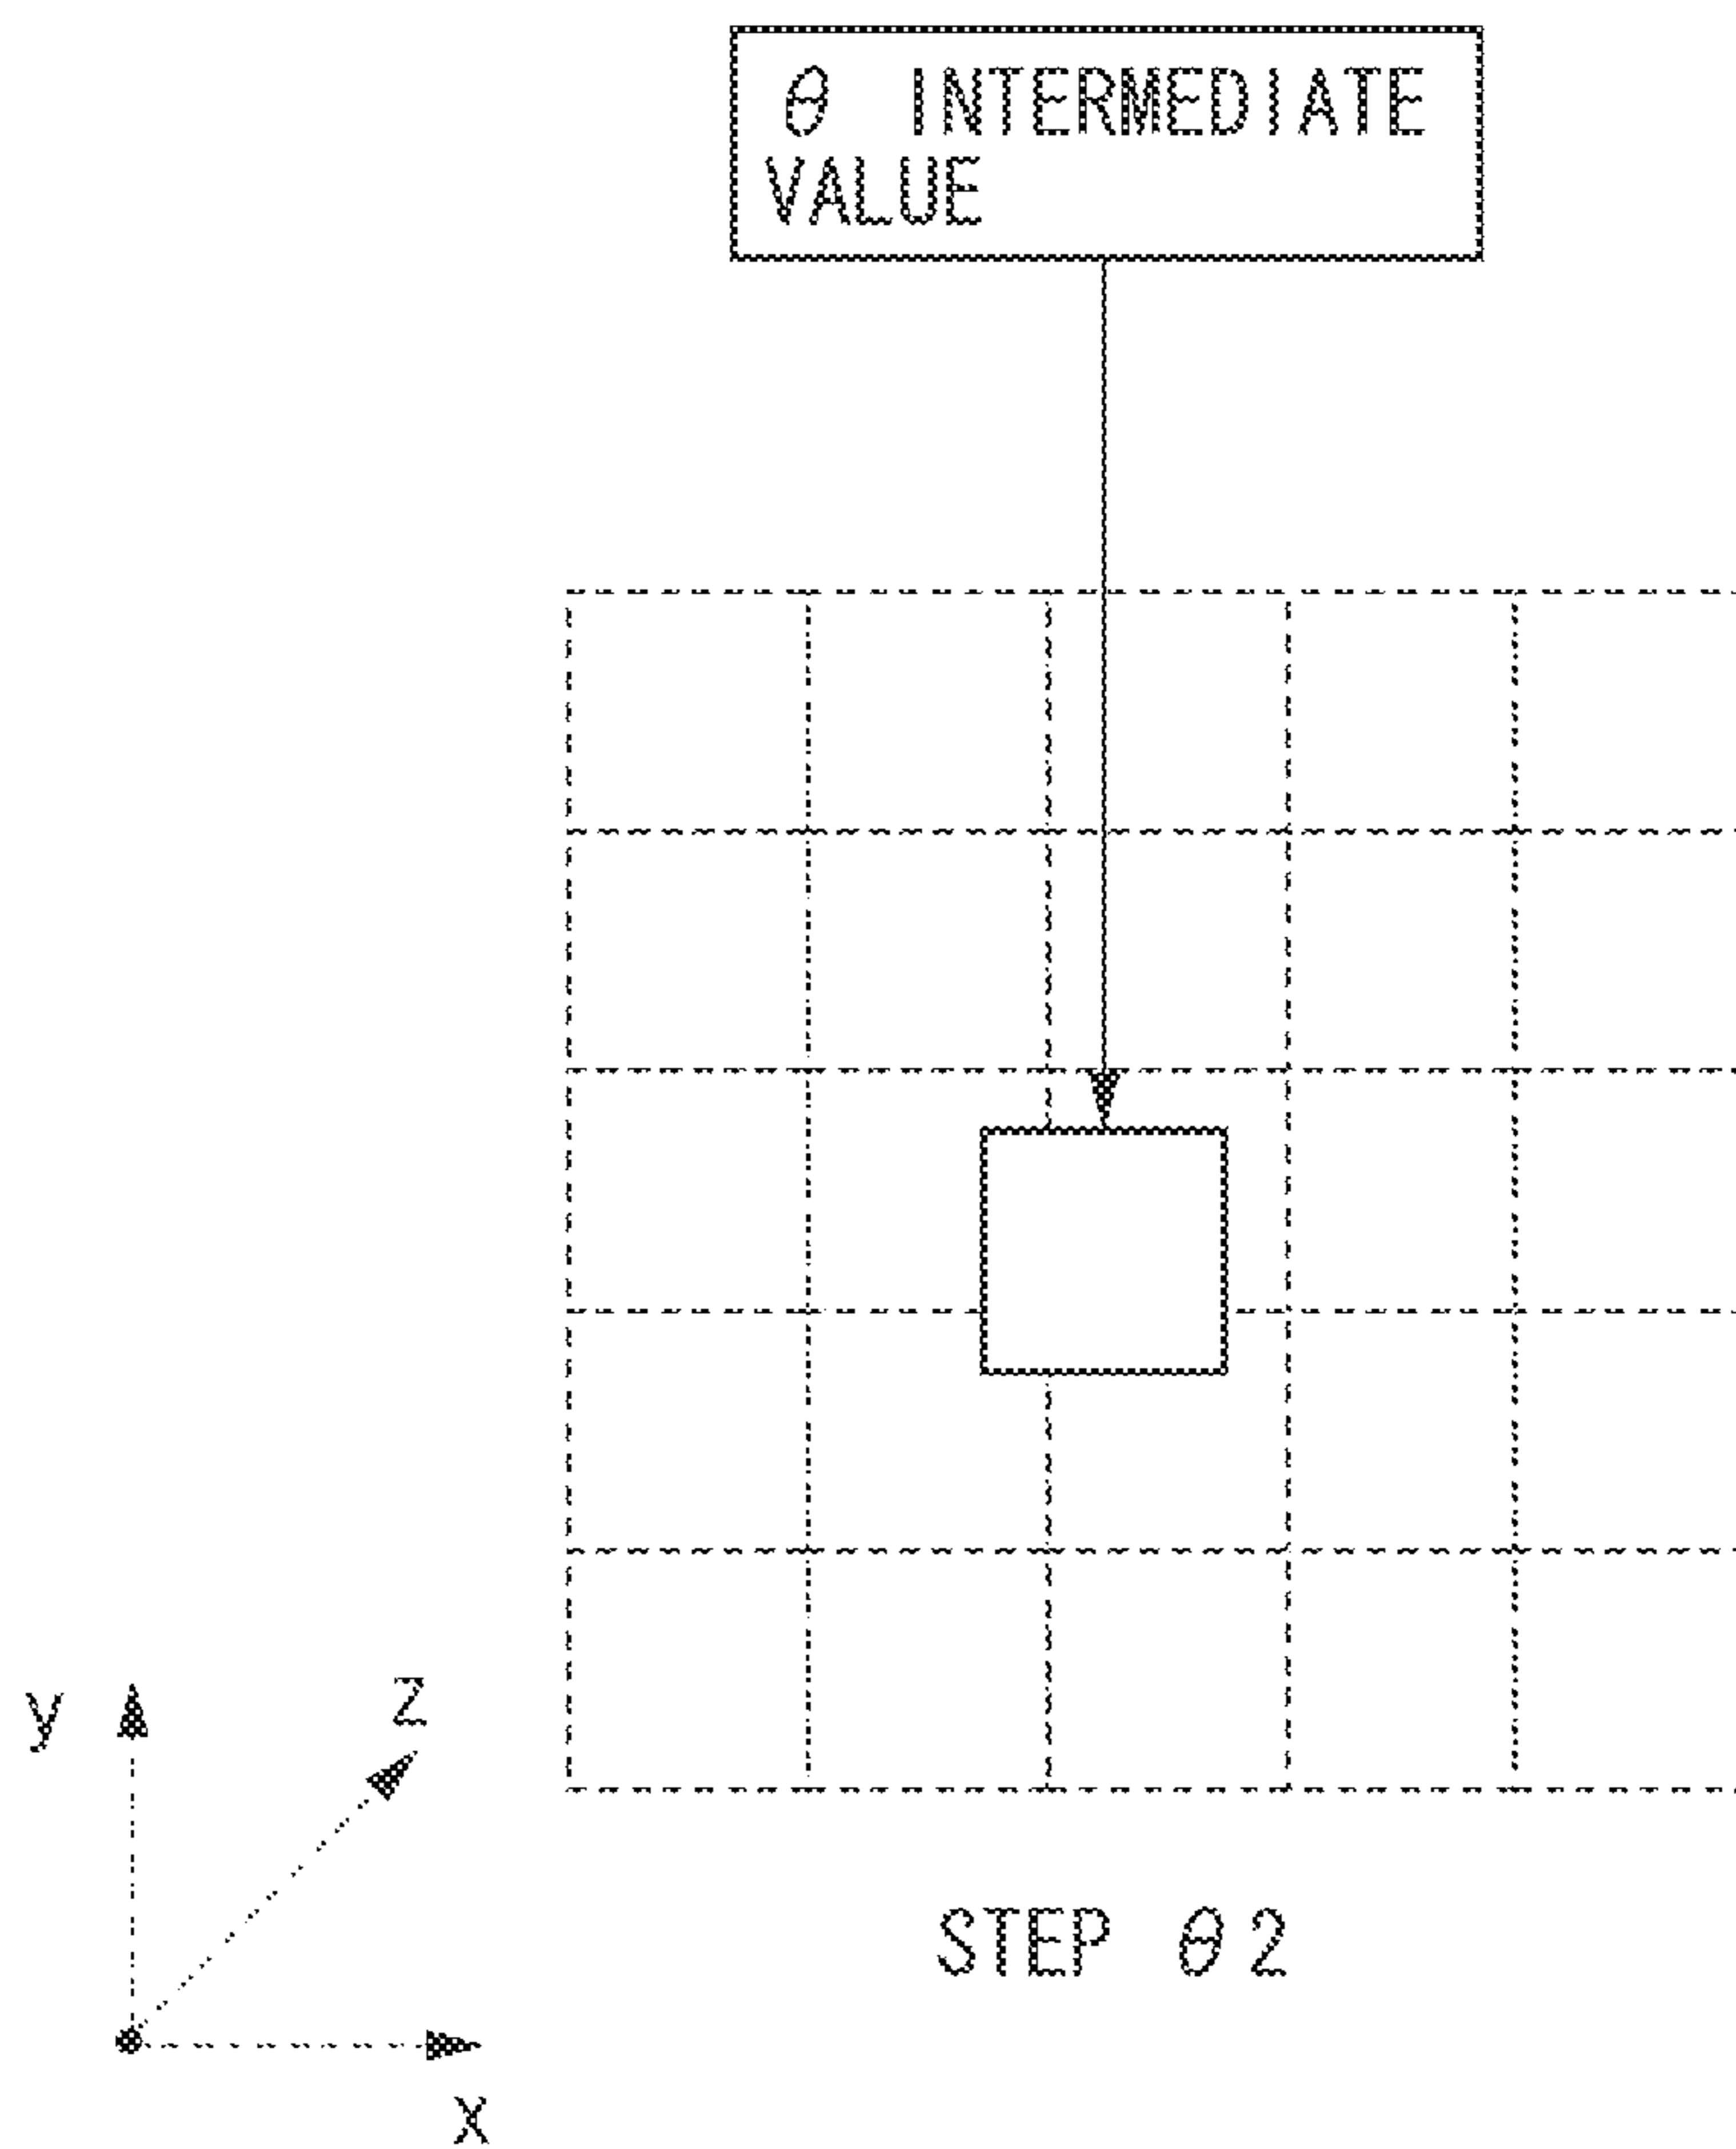 θ INTERMEDIATE
VALUE
y
z
x
STEP θ2